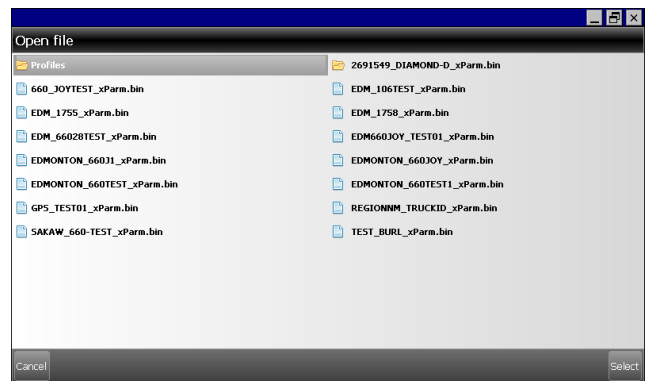 Open file
Profiles
2691549_DIAMOND-D_xParm.bin
660_JOYTEST_xParm.bin
EDM_106TEST_xParm.bin
EDM_1755_xParm.bin
EDM_1758_xParm.bin
EDM_66028TEST_xParm.bin
EDM660JOY_TEST01_xParm.bin
EDMONTON_660J1_xParm.bin
EDMONTON_660JOY_xParm.bin
EDMONTON_660TEST_xParm.bin
EDMONTON_660TEST1_xParm.bin
GPS_TEST01_xParm.bin
REGIONNM_TRUCKID_xParm.bin
SAKAW_660-TEST_xParm.bin
TEST_BURL_xParm.bin
Cancel
Select